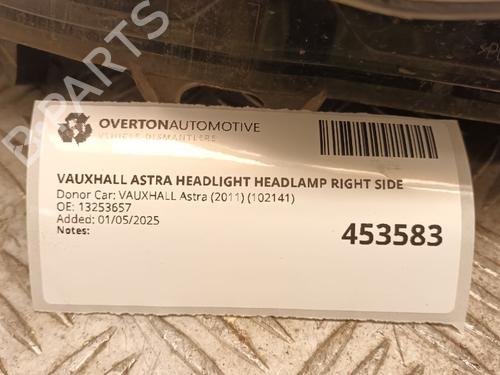 B-PARTS
OVERTONAUTOMOTIVE
VEHICLE DISMANTLERS
VAUXHALL ASTRA HEADLIGHT HEADLAMP RIGHT SIDE
Donor Car: VAUXHALL Astra (2011) (102141)
OE: 13253657
Added: 01/05/2025
Notes:
453583